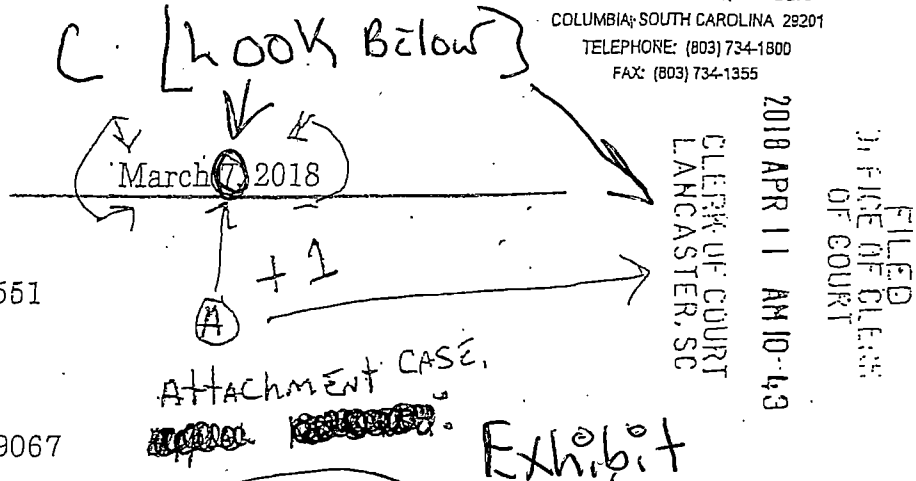 COLUMBIA, SOUTH CAROLINA 29201
TELEPHONE: (803) 734-1800
FAX: (803) 734-1355
C. [LOOK BElow]
March 7, 2018
+1
A
551
AttAChmEnt CASE.
9067
Exhibit
FILED
OFFICE OF CLERK
OF COURT
2018 APR 11 AM 10:43
CLERK OF COURT
LANCASTER, SC